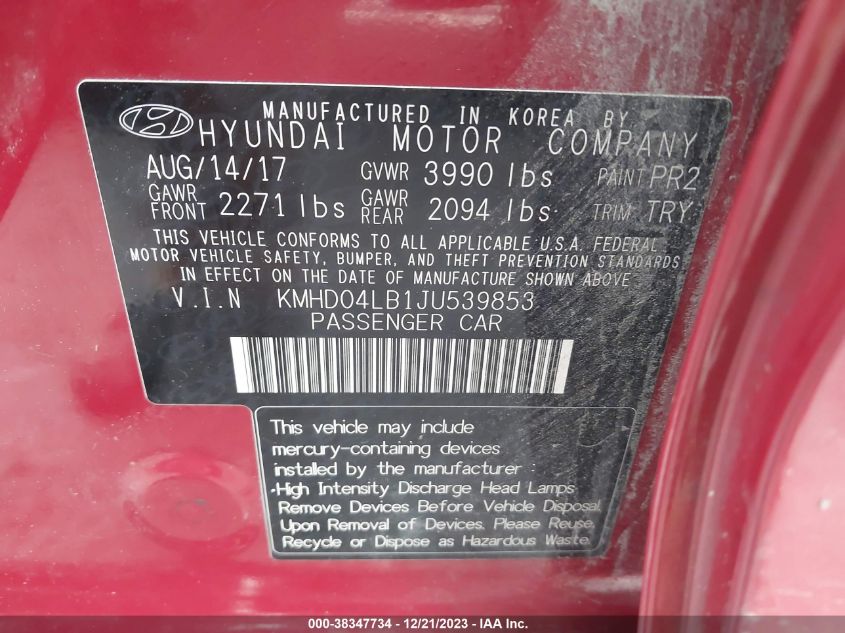 MANUFACTURED IN KOREA BY
HYUNDAI MOTOR COMPANY
AUG/14/17 GVWR 3990 lbs PAINT PR2
GAWR FRONT 2271 lbs GAWR REAR 2094 lbs TRIM TRY
THIS VEHICLE CONFORMS TO ALL APPLICABLE U.S.A. FEDERAL
MOTOR VEHICLE SAFETY, BUMPER, AND THEFT PREVENTION STANDARDS
IN EFFECT ON THE DATE OF MANUFACTURE SHOWN ABOVE
V.I.N KMHD04LB1JU539853
PASSENGER CAR
This vehicle may include
mercury-containing devices
installed by the manufacturer :
•High Intensity Discharge Head Lamps
Remove Devices Before Vehicle Disposal.
Upon Removal of Devices. Please Reuse,
Recycle or Dispose as Hazardous Waste.
000-38347734 - 12/21/2023 - IAA Inc.